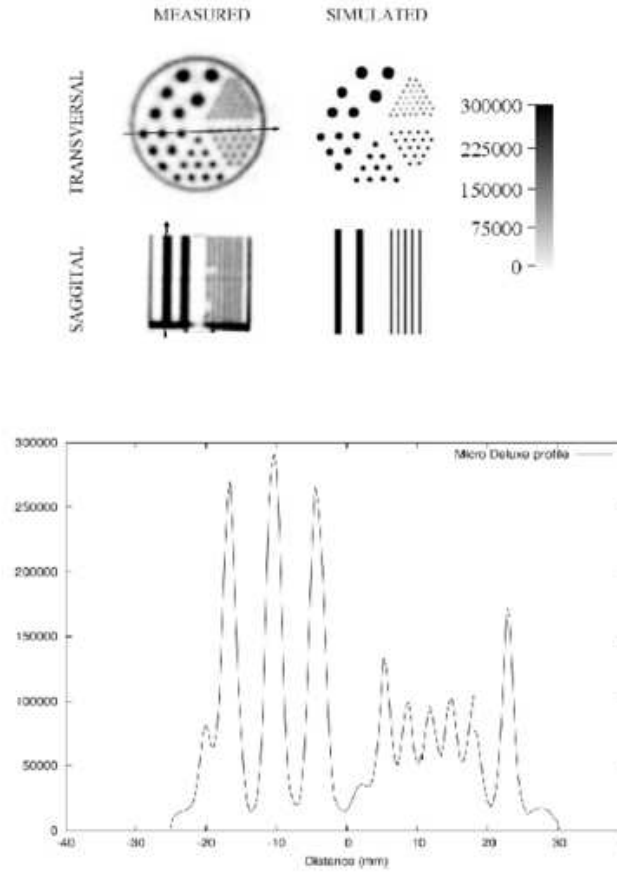 MEASURED SIMULATED
TRANSVERSAL
SAGGITAL
300000
225000
150000
75000
0
300000
250000
200000
150000
100000
50000
0
Micro Deluxe profile
-40 -20 -10 0 10 20 30
Distance (mm)